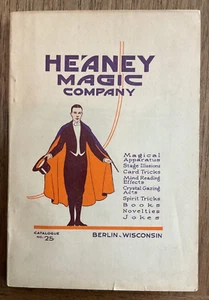 HEANEY
MAGIC
COMPANY
Magical
Apparatus
Stage Illusions
Card Tricks
Mind Reading
Effects
Crystal Gazing
Acts
Spirit Tricks
Books
Novelties
Jokes
CATALOGUE
NO. 25
BERLIN - WISCONSIN